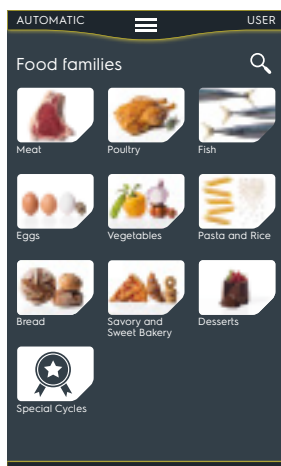 AUTOMATIC USER
Food families
Meat Poultry Fish
Eggs Vegetables Pasta and Rice
Bread Savory and Sweet Bakery Desserts
Special Cycles